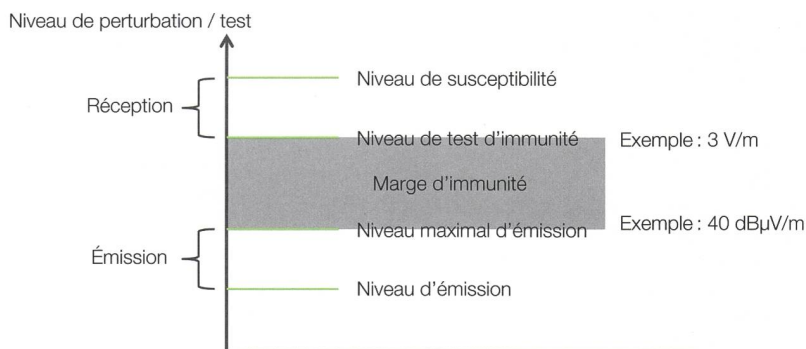 Niveau de perturbation / test
Niveau de susceptibilité
Réception
Niveau de test d'immunité Exemple : 3 V/m
Marge d'immunité
Niveau maximal d'émission Exemple : 40 dBµV/m
Émission
Niveau d'émission